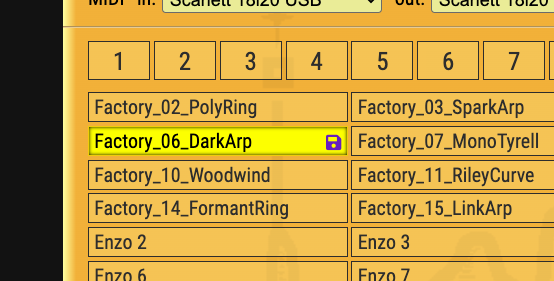 MIDI in: Scarlett 18i20 USB out: Scarlett 18i20
1 2 3 4 5 6 7
Factory_02_PolyRing Factory_03_SparkArp
Factory_06_DarkArp Factory_07_MonoTyrell
Factory_10_Woodwind Factory_11_RileyCurve
Factory_14_FormantRing Factory_15_LinkArp
Enzo 2 Enzo 3
Enzo 6 Enzo 7